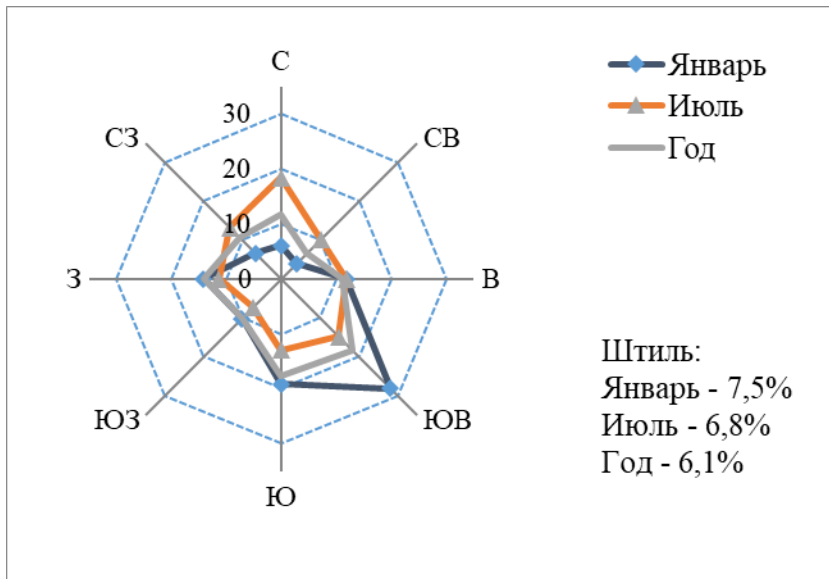 С
30
Январь
СЗ
СВ
Июль
20
Год
10
З
0
В
Штиль:
Январь - 7,5%
ЮЗ
ЮВ
Июль - 6,8%
Год - 6,1%
Ю